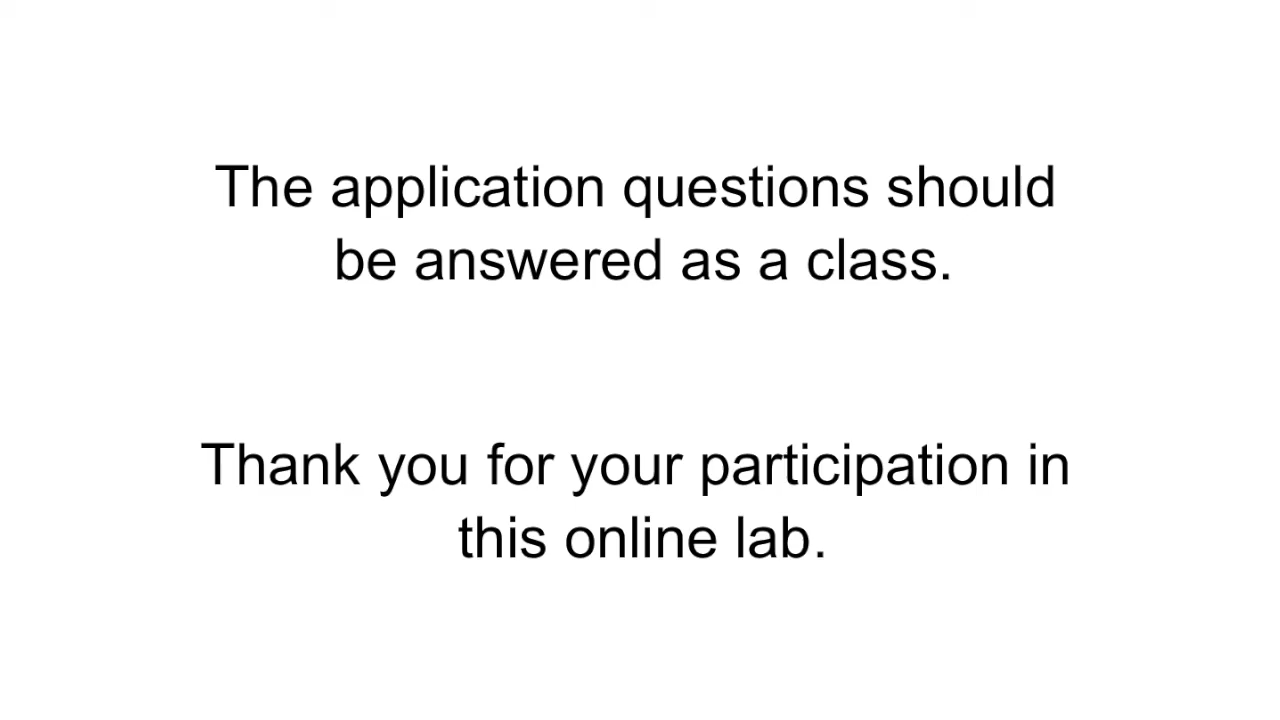 The application questions should
be answered as a class.
Thank you for your participation in
this online lab.